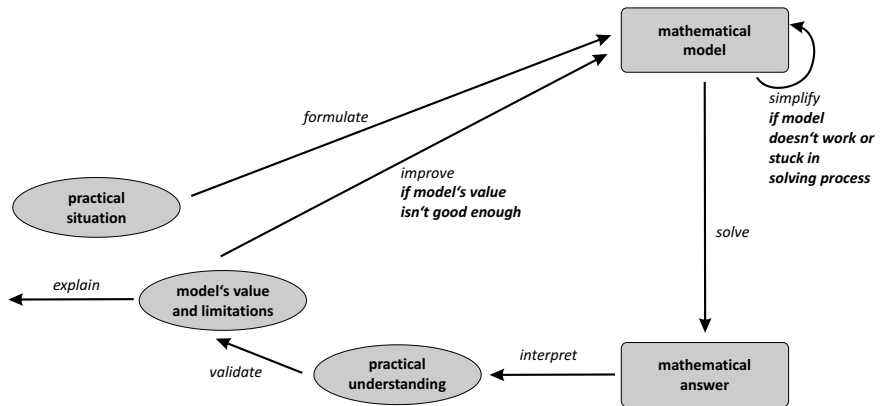 mathematical
model
formulate
simplify
if model
doesn't work or
stuck in
solving process
improve
if model's value
isn't good enough
practical
situation
solve
explain
model's value
and limitations
validate
practical
understanding
interpret
mathematical
answer